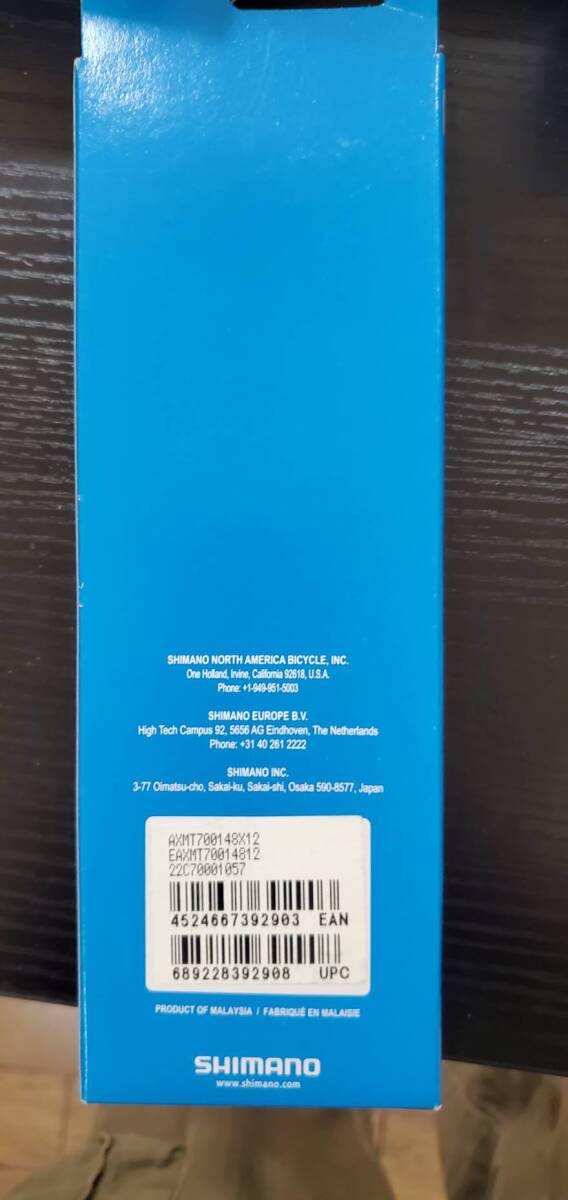 SHIMANO NORTH AMERICA BICYCLE, INC.
One Holland, Irvine, California 92618, U.S.A.
Phone: +1-949-951-5003
SHIMANO EUROPE B.V.
High Tech Campus 92, 5656 AG Eindhoven, The Netherlands
Phone: +31 40 261 2222
SHIMANO INC.
3-77 Oimatsu-cho, Sakai-ku, Sakai-shi, Osaka 590-8577, Japan
AXMT700148X12
EAXMT70014812
22C70001057
4524667392903 EAN
689228392908 UPC
PRODUCT OF MALAYSIA / FABRIQUÉ EN MALAISIE
SHIMANO
www.shimano.com